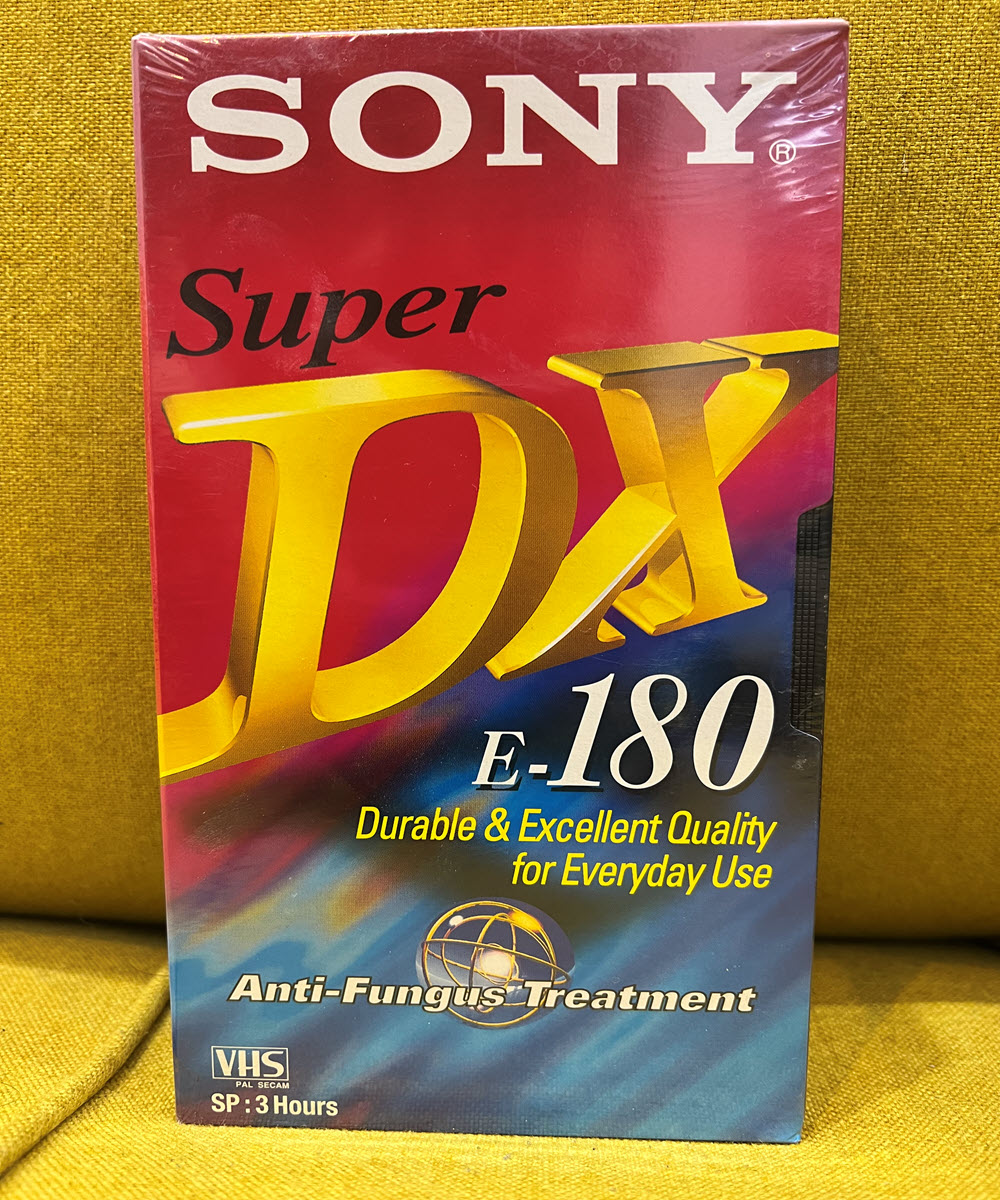 SONY®
Super
DX
E-180
Durable & Excellent Quality
for Everyday Use
Anti-Fungus Treatment
VHS
PAL SECAM
SP : 3 Hours